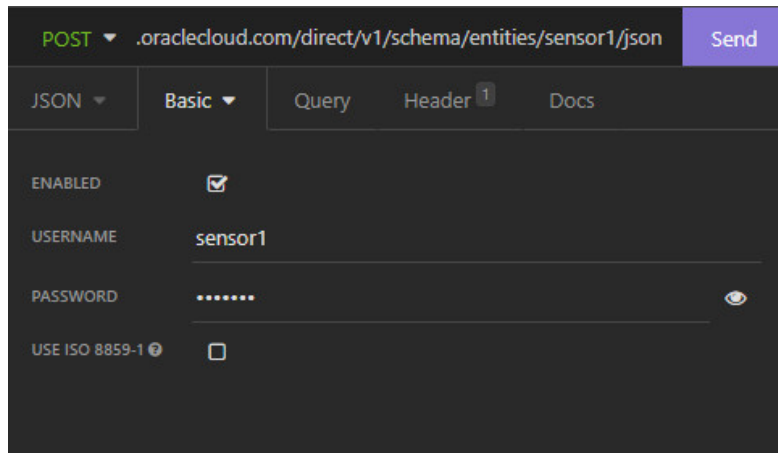 POST .oraclecloud.com/direct/v1/schema/entities/sensor1/json Send
JSON Basic Query Header 1 Docs
ENABLED
USERNAME sensor1
PASSWORD •••••••
USE ISO 8859-1